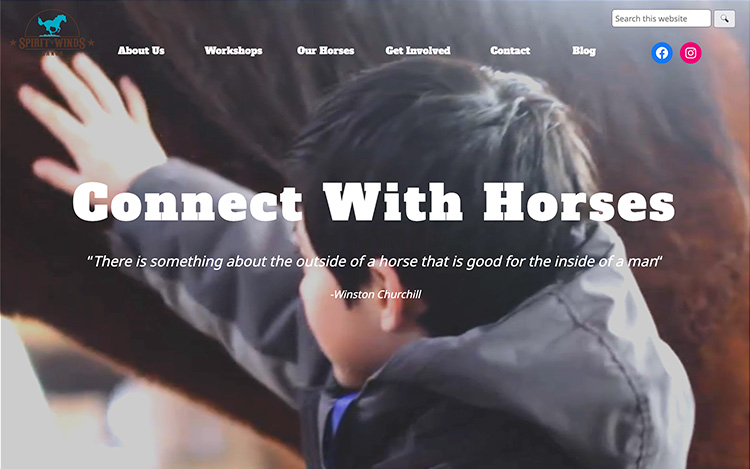 SPIRIT WINDS
Search this website
About Us
Workshops
Our Horses
Get Involved
Contact
Blog
Connect With Horses
"There is something about the outside of a horse that is good for the inside of a man"
-Winston Churchill